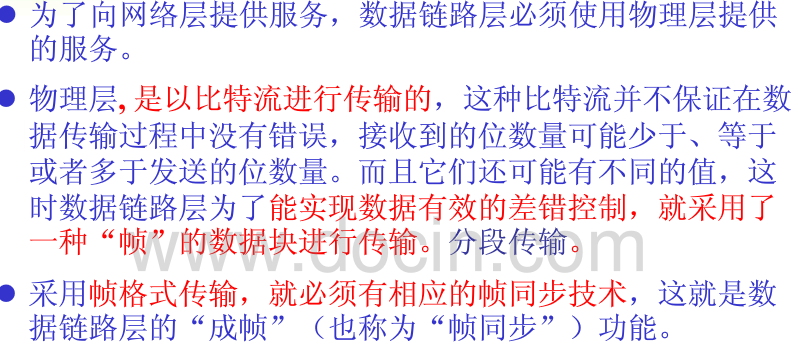 ● 为了向网络层提供服务，数据链路层必须使用物理层提供
的服务。
● 物理层,是以比特流进行传输的，这种比特流并不保证在数
据传输过程中没有错误，接收到的位数量可能少于、等于
或者多于发送的位数量。而且它们还可能有不同的值，这
时数据链路层为了能实现数据有效的差错控制，就采用了
一种“帧”的数据块进行传输。分段传输。
www.docin.com
● 采用帧格式传输，就必须有相应的帧同步技术，这就是数
据链路层的“成帧”（也称为“帧同步”）功能。